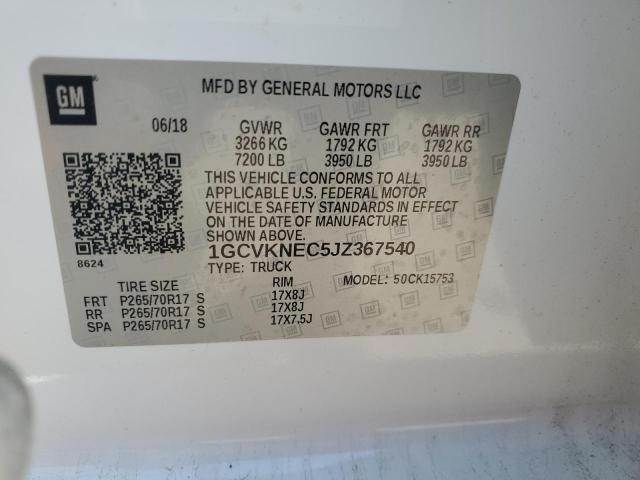 GM
MFD BY GENERAL MOTORS LLC
06/18 GVWR GAWR FRT GAWR RR
3266 KG 1792 KG 1792 KG
7200 LB 3950 LB 3950 LB
THIS VEHICLE CONFORMS TO ALL
APPLICABLE U.S. FEDERAL MOTOR
VEHICLE SAFETY STANDARDS IN EFFECT
ON THE DATE OF MANUFACTURE
SHOWN ABOVE.
1GCVKNEC5JZ367540
8624
TYPE: TRUCK MODEL: 50CK15753
TIRE SIZE RIM
FRT P265/70R17 S 17X8J
RR P265/70R17 S 17X8J
SPA P265/70R17 S 17X7.5J